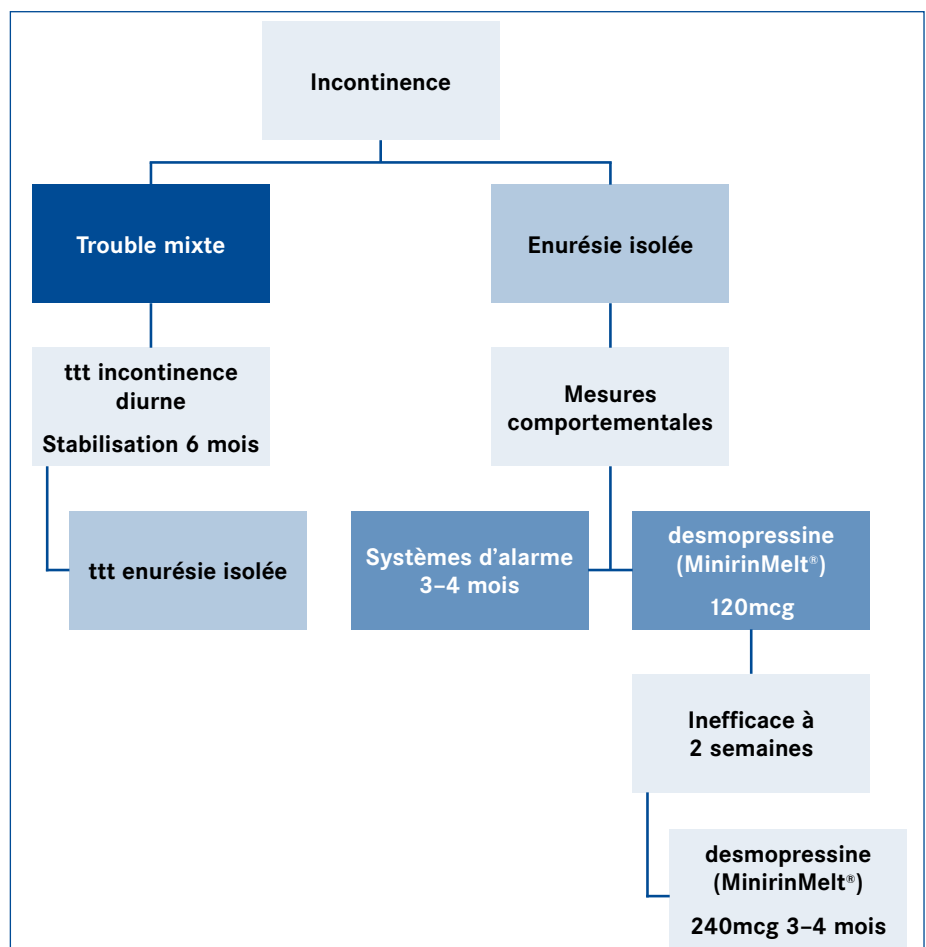 Incontinence
Trouble mixte
Enurésie isolée
ttt incontinence
diurne
Stabilisation 6 mois
Mesures
comportementales
ttt enurésie isolée
Systèmes d’alarme
3–4 mois
desmopressine
(MinirinMelt®)
120mcg
Inefficace à
2 semaines
desmopressine
(MinirinMelt®)
240mcg 3–4 mois